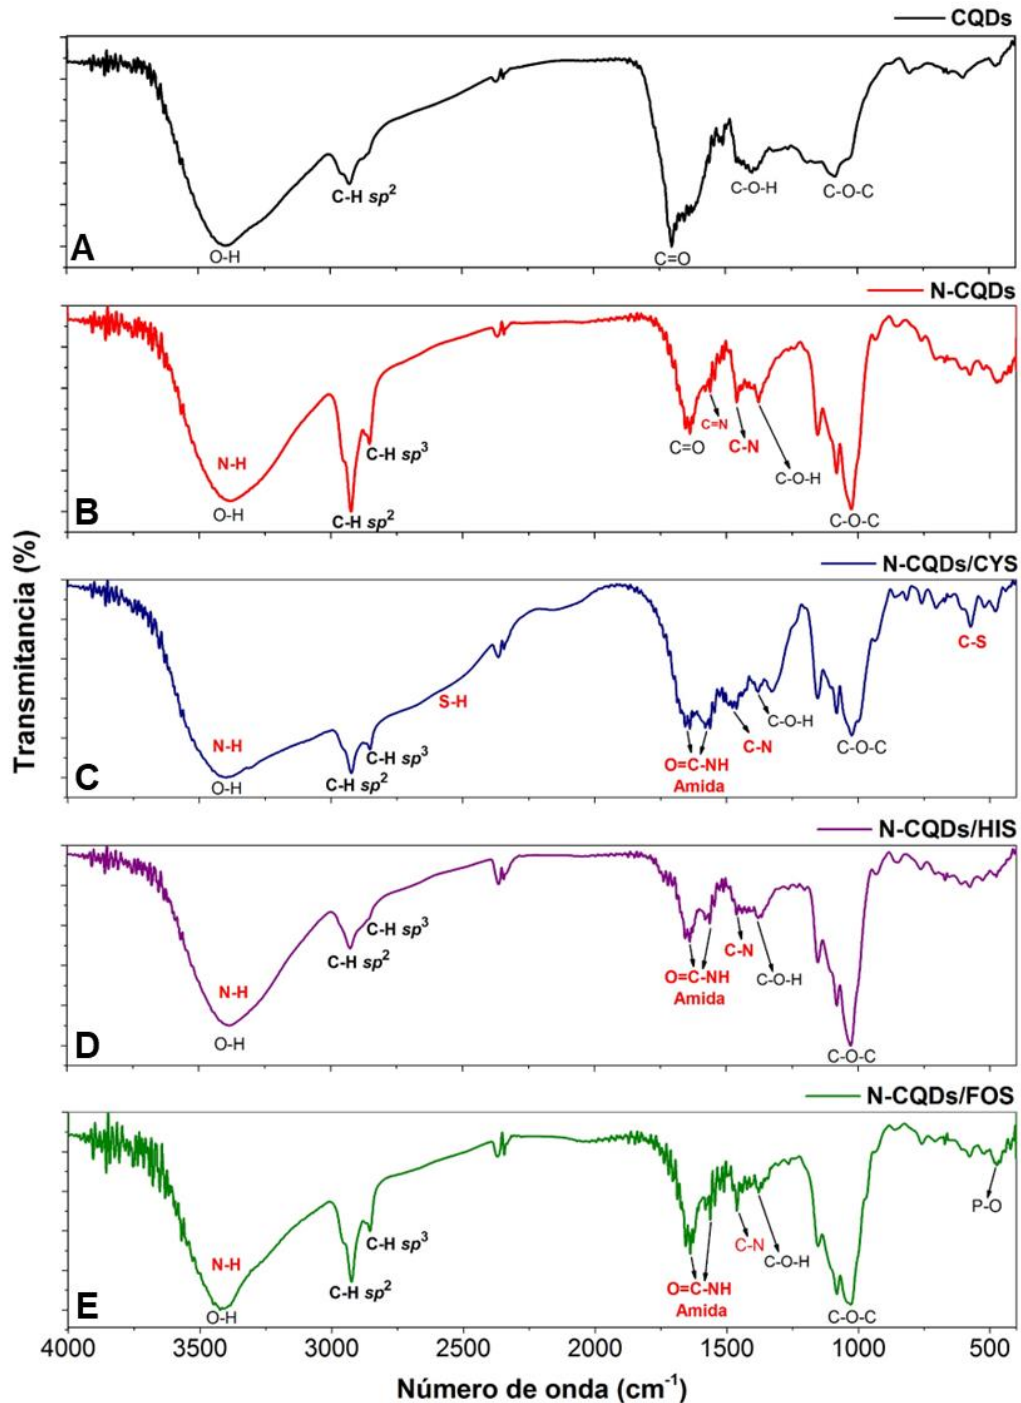 CQDs
C-H sp²
C-O-H
C-O-C
A
O-H
C=O
N-CQDs
C=N
C-N
C-H sp³
C=O
N-H
C-O-H
B
O-H
C-H sp²
C-O-C
N-CQDs/CYS
C-S
S-H
C-O-H
N-H
C-N
C-O-C
C-H sp³
O=C-NH
Amida
C
O-H
C-H sp²
N-CQDs/HIS
C-H sp³
C-N
C-H sp²
O=C-NH
Amida
C-O-H
N-H
D
O-H
C-O-C
N-CQDs/FOS
P-O
C-H sp³
C-N
C-O-H
N-H
C-H sp²
O=C-NH
Amida
E
O-H
C-O-C
4000 3500 3000 2500 2000 1500 1000 500
Número de onda (cm⁻¹)
Transmitancia (%)